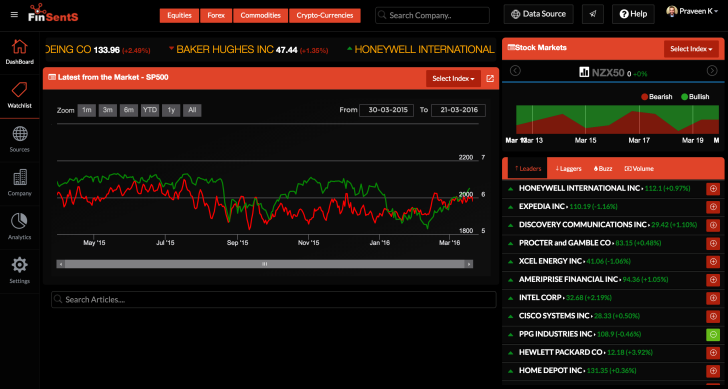 FinSentS
Equities
Forex
Commodities
Crypto-Currencies
Search Company..
Data Source
Help
Praveen K
DashBoard
Watchlist
Sources
Company
Analytics
Settings
OEING CO 133.96 (+2.49%)
BAKER HUGHES INC 47.44 (+1.35%)
HONEYWELL INTERNATIONAL
Latest from the Market - SP500
Select Index
Zoom 1m 3m 6m YTD 1y All
From 30-03-2015 To 21-03-2016
2200 7
2000 6
1800 5
May '15 Jul '15 Sep '15 Nov '15 Jan '16 Mar '16
Search Articles....
Stock Markets
Select Index
NZX50 0 +0%
Bearish Bullish
Mar 13 Mar 15 Mar 17 Mar 19 M
Leaders Laggers Buzz Volume
HONEYWELL INTERNATIONAL INC 112.1 (+0.97%)
EXPEDIA INC 110.19 (-1.16%)
DISCOVERY COMMUNICATIONS INC 29.42 (+1.10%)
PROCTER and GAMBLE CO 83.15 (+0.48%)
XCEL ENERGY INC 41.06 (-1.06%)
AMERIPRISE FINANCIAL INC 94.36 (+1.05%)
INTEL CORP 32.68 (+2.19%)
CISCO SYSTEMS INC 28.33 (+0.50%)
PPG INDUSTRIES INC 108.9 (-0.46%)
HEWLETT PACKARD CO 12.18 (+3.92%)
HOME DEPOT INC 131.35 (+0.36%)